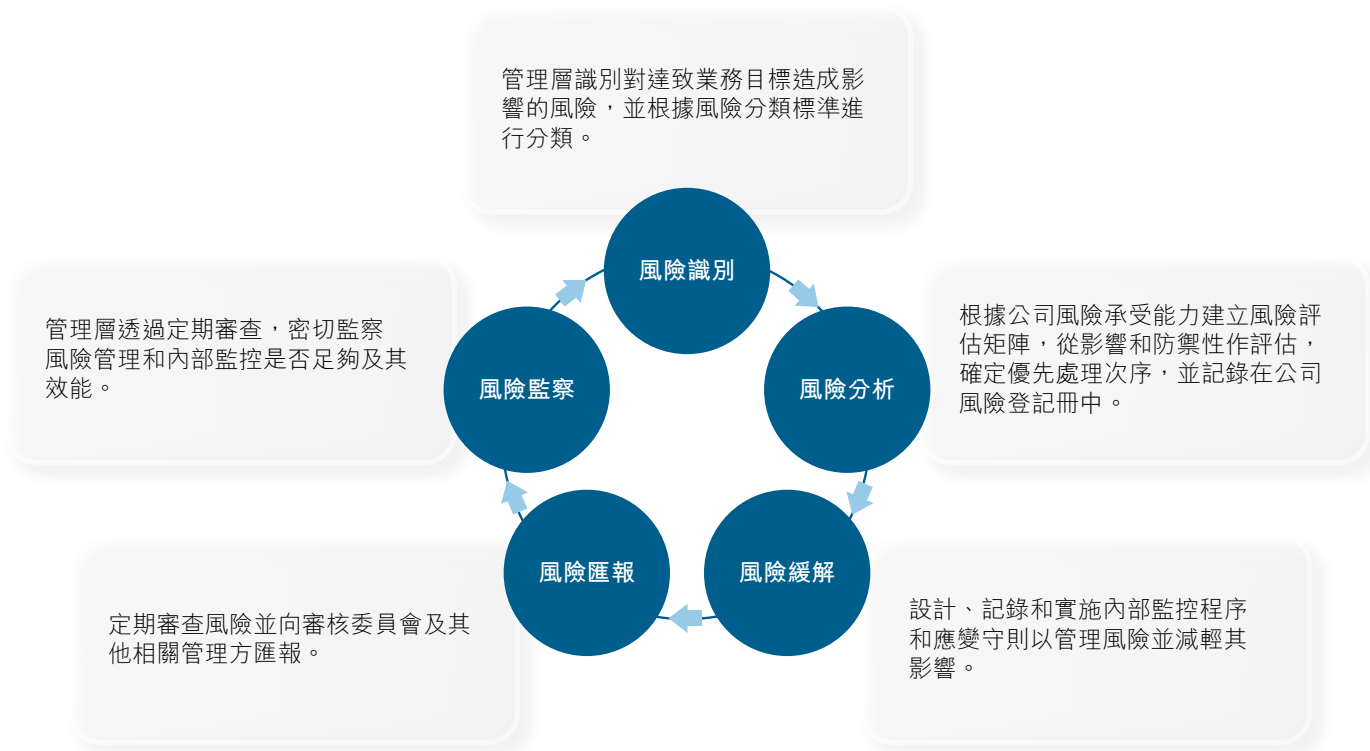 管理層識別對達致業務目標造成影
響的風險，並根據風險分類標準進
行分類。
風險識別
根據公司風險承受能力建立風險評
估矩陣，從影響和防禦性作評估，
確定優先處理次序，並記錄在公司
風險登記冊中。
風險分析
設計、記錄和實施內部監控程序
和應變守則以管理風險並減輕其
影響。
風險緩解
定期審查風險並向審核委員會及其
他相關管理方匯報。
風險匯報
管理層透過定期審查，密切監察
風險管理和內部監控是否足夠及其
效能。
風險監察